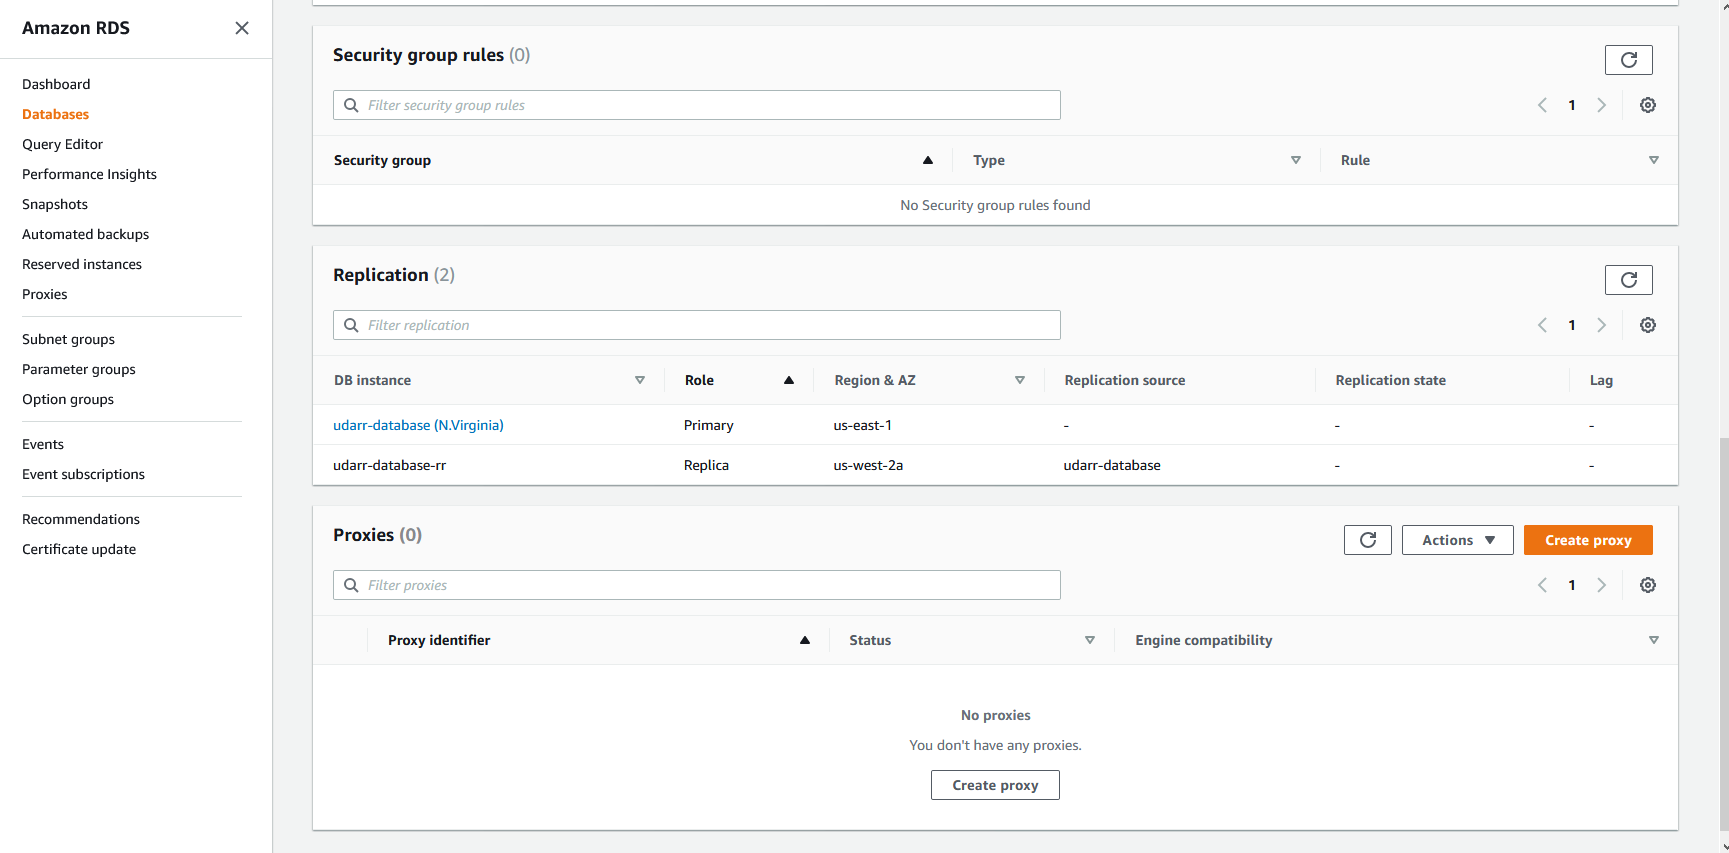 Amazon RDS
Dashboard
Databases
Query Editor
Performance Insights
Snapshots
Automated backups
Reserved instances
Proxies
Subnet groups
Parameter groups
Option groups
Events
Event subscriptions
Recommendations
Certificate update
Security group rules (0)
Filter security group rules
1
Security group Type Rule
No Security group rules found
Replication (2)
Filter replication
1
DB instance Role Region & AZ Replication source Replication state Lag
udarr-database (N.Virginia) Primary us-east-1 - - -
udarr-database-rr Replica us-west-2a udarr-database - -
Proxies (0)
Actions Create proxy
Filter proxies
1
Proxy identifier Status Engine compatibility
No proxies
You don't have any proxies.
Create proxy